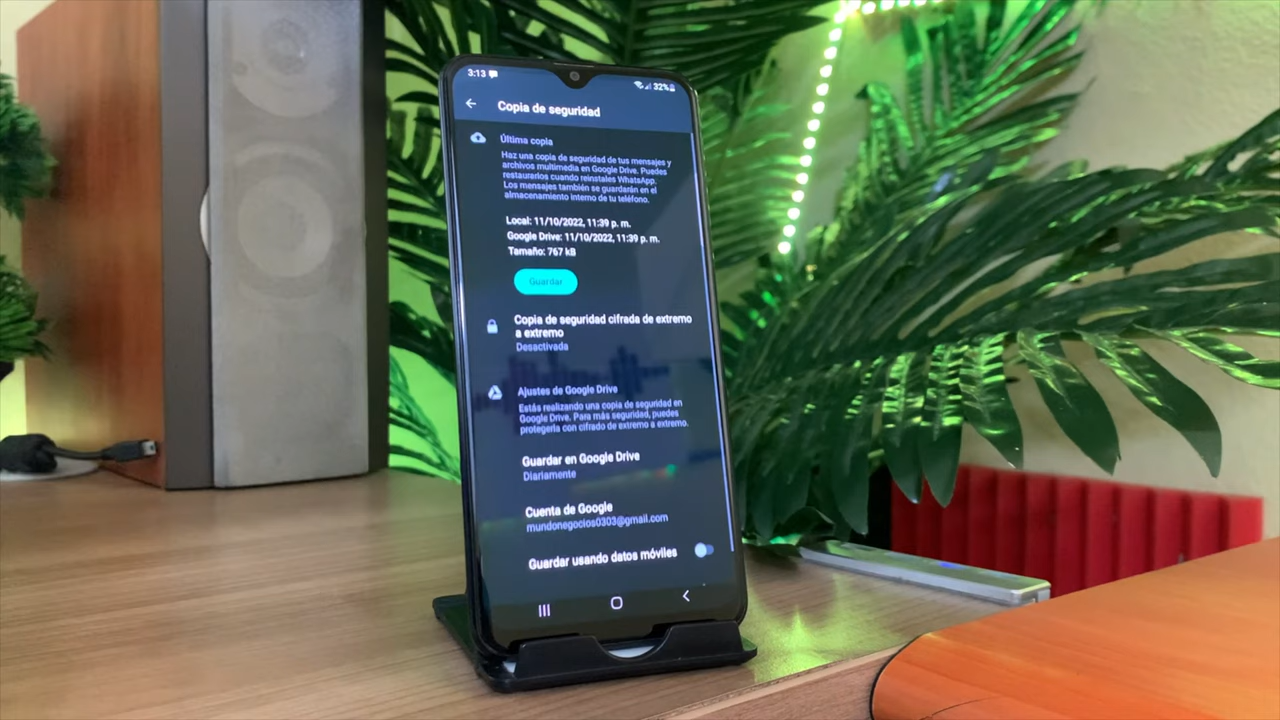 3:13
32%
Copia de seguridad
Última copia
Haz una copia de seguridad de tus mensajes y
archivos multimedia en Google Drive. Puedes
restaurarlos cuando reinstales WhatsApp.
Los mensajes también se guardarán en el
almacenamiento interno de tu teléfono.
Local: 11/10/2022, 11:39 p. m.
Google Drive: 11/10/2022, 11:39 p. m.
Tamaño: 767 kB
Guardar
Copia de seguridad cifrada de extremo
a extremo
Desactivada
Ajustes de Google Drive
Estás realizando una copia de seguridad en
Google Drive. Para más seguridad, puedes
protegerla con cifrado de extremo a extremo.
Guardar en Google Drive
Diariamente
Cuenta de Google
mundonegocios0303@gmail.com
Guardar usando datos móviles